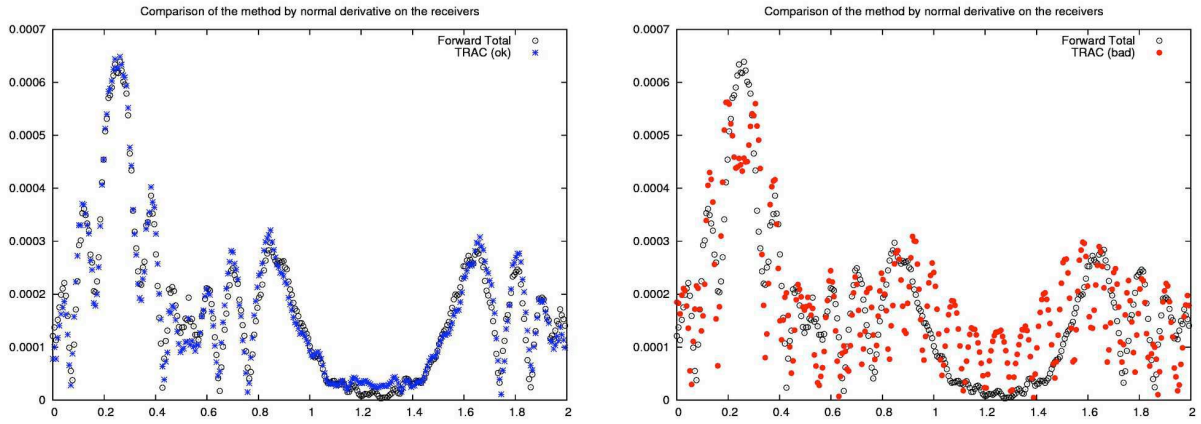 Comparison of the method by normal derivative on the receivers
0.0007
0.0006
0.0005
0.0004
0.0003
0.0002
0.0001
0
0 0.2 0.4 0.6 0.8 1 1.2 1.4 1.6 1.8 2
Forward Total
TRAC (ok)
Comparison of the method by normal derivative on the receivers
0.0007
0.0006
0.0005
0.0004
0.0003
0.0002
0.0001
0
0 0.2 0.4 0.6 0.8 1 1.2 1.4 1.6 1.8 2
Forward Total
TRAC (bad)